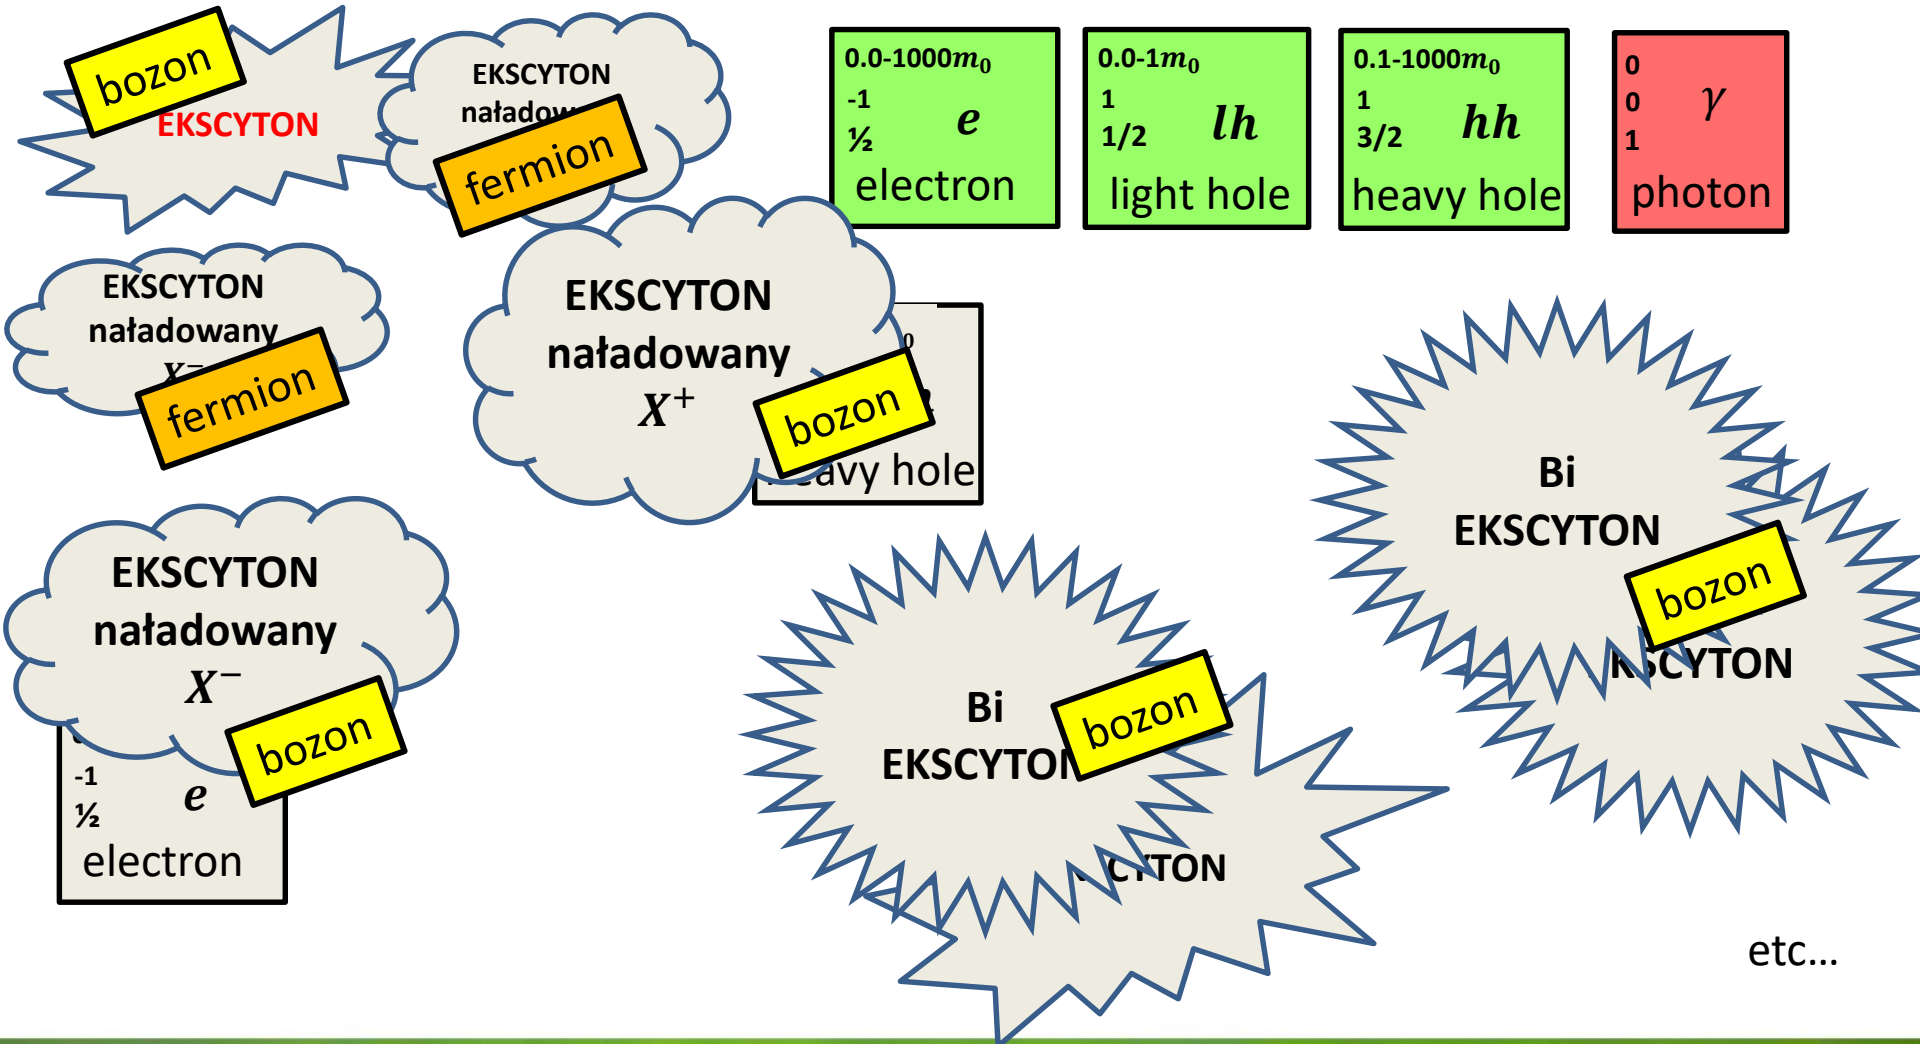 bozon
EKSCYTON
EKSCYTON
fermion
0.0-1000m₀
-1
½
e
electron
0.0-1m₀
1
1/2
lh
light hole
0.1-1000m₀
1
3/2
hh
heavy hole
0
0
1
γ
photon
EKSCYTON
naładowany
X⁻
fermion
EKSCYTON
naładowany
X⁺
bozon
hole
EKSCYTON
naładowany
X⁻
bozon
-1
½
e
electron
Bi
EKSCYTON
bozon
Bi
EKSCYTON
bozon
etc…